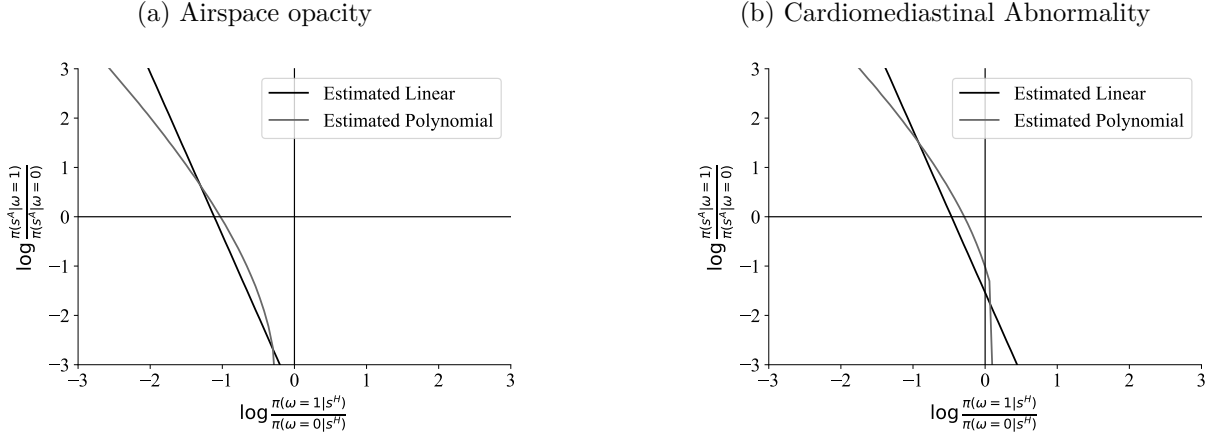 (a) Airspace opacity
3
2
1
0
−1
−2
−3
−3
−2
−1
0
1
2
3
Estimated Linear
Estimated Polynomial
log π(s^A|ω=1)/π(s^A|ω=0)
log π(ω=1|s^H)/π(ω=0|s^H)
(b) Cardiomediastinal Abnormality
3
2
1
0
−1
−2
−3
−3
−2
−1
0
1
2
3
Estimated Linear
Estimated Polynomial
log π(s^A|ω=1)/π(s^A|ω=0)
log π(ω=1|s^H)/π(ω=0|s^H)